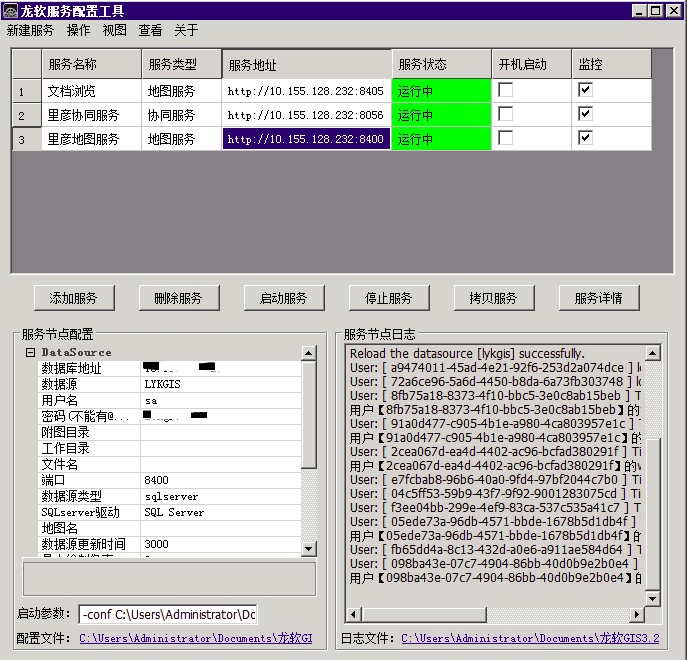 龙软服务配置工具
新建服务 操作 视图 查看 关于
服务名称 服务类型 服务地址 服务状态 开机启动 监控
1 文档浏览 地图服务 http://10.155.128.232:8405 运行中
2 里彦协同服务 协同服务 http://10.155.128.232:8056 运行中
3 里彦地图服务 地图服务 http://10.155.128.232:8400 运行中
添加服务 删除服务 启动服务 停止服务 拷贝服务 服务详情
服务节点配置
DataSource
数据库地址
数据源 LYKGIS
用户名 sa
密码(不能有@...
附图目录
工作目录
文件名
端口 8400
数据源类型 sqlserver
SQLserver驱动 SQL Server
地图名
数据源更新时间 3000
启动参数: -conf C:\Users\Administrator\Dc
配置文件: C:\Users\Administrator\Documents\龙软GI
服务节点日志
Reload the datasource [lykgis] successfully.
User: [ a9474011-45ad-4e21-92f6-253d2a074dce ] lo
User: [ 72a6ce96-5a6d-4450-b8da-6a73fb303748 ] l
User: [ 8fb75a18-8373-4f10-bbc5-3e0c8ab15beb ] T
用户【8fb75a18-8373-4f10-bbc5-3e0c8ab15beb】的
User: [ 91a0d477-c905-4b1e-a980-4ca803957e1c ] T
用户【91a0d477-c905-4b1e-a980-4ca803957e1c】的
User: [ 2cea067d-ea4d-4402-ac96-bcfad380291f ] Ti
用户【2cea067d-ea4d-4402-ac96-bcfad380291f】的v
User: [ e7fcbab8-96b6-40a0-9fd4-97bf2044c7b0 ] Ti
User: [ 04c5ff53-59b9-43f7-9f92-9001283075cd ] Ti
User: [ f3ee04bb-299e-4ef9-83ca-537c535a41c7 ] T
User: [ 05ede73a-96db-4571-bbde-1678b5d1db4f ]
用户【05ede73a-96db-4571-bbde-1678b5d1db4f】的
User: [ fb65dd4a-8c13-432d-a0e6-a911ae584d64 ] T
User: [ 098ba43e-07c7-4904-86bb-40d0b9e2b0e4 ]
用户【098ba43e-07c7-4904-86bb-40d0b9e2b0e4】的
日志文件: C:\Users\Administrator\Documents\龙软GIS3.2